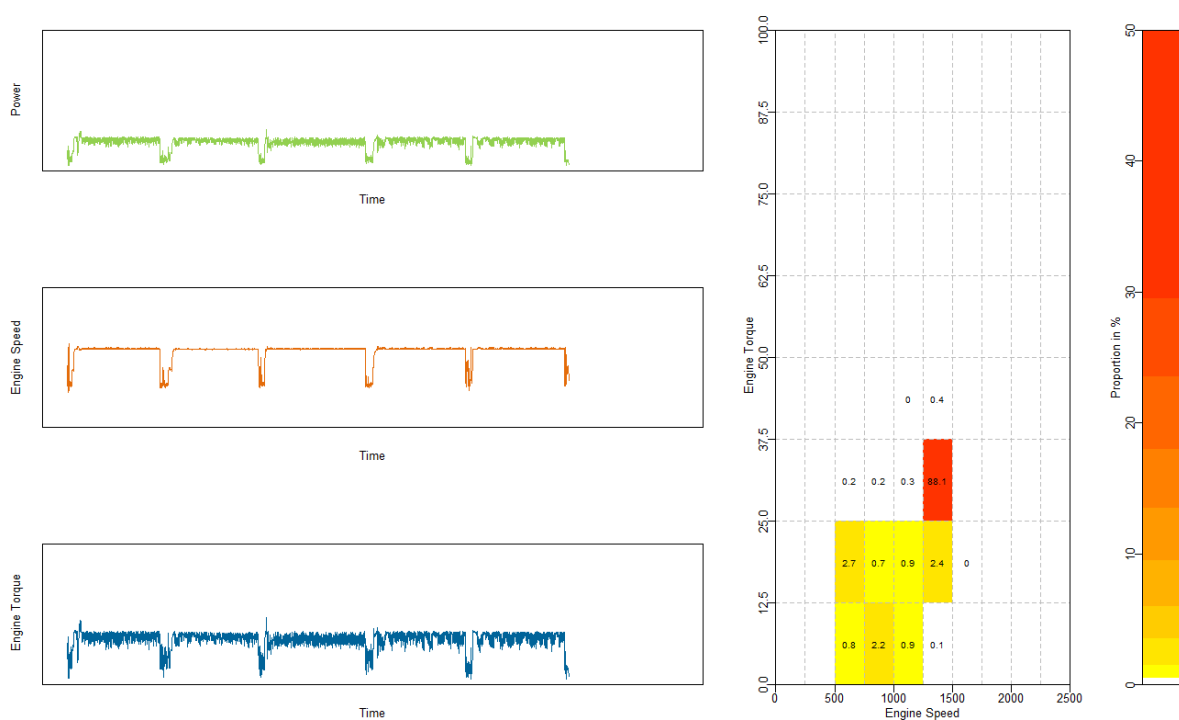 Power
Time
Engine Speed
Time
Engine Torque
Time
Engine Torque
100.0
87.5
75.0
62.5
50.0
37.5
25.0
12.5
0.0
0 0.4
0.2 0.2 0.3 88.1
2.7 0.7 0.9 2.4 0
0.8 2.2 0.9 0.1
0 500 1000 1500 2000 2500
Engine Speed
Proportion in %
50
40
30
20
10
0